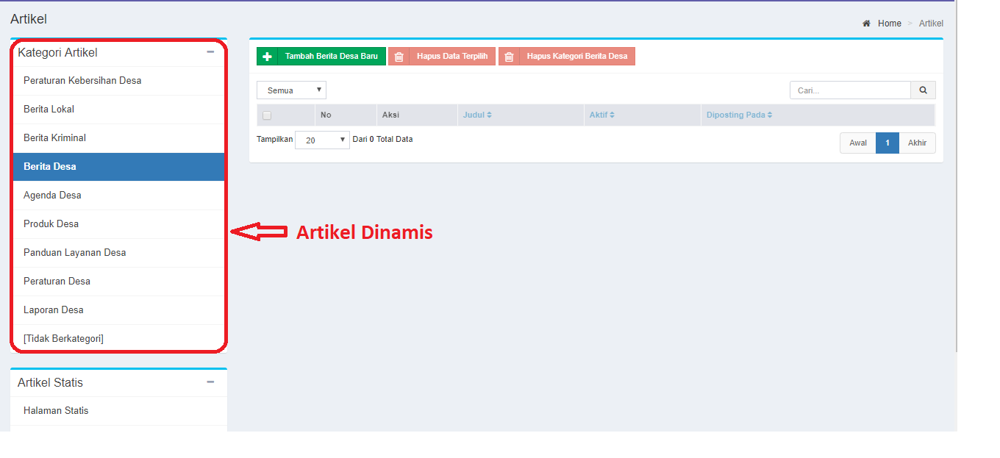 Artikel
Home > Artikel
Kategori Artikel
Peraturan Kebersihan Desa
Berita Lokal
Berita Kriminal
Berita Desa
Agenda Desa
Produk Desa
Panduan Layanan Desa
Peraturan Desa
Laporan Desa
[Tidak Berkategori]
Artikel Statis
Halaman Statis
Artikel Dinamis
Tambah Berita Desa Baru Hapus Data Terpilih Hapus Kategori Berita Desa
Semua Cari...
No Aksi Judul Aktif Diposting Pada
Tampilkan 20 Dari 0 Total Data Awal 1 Akhir